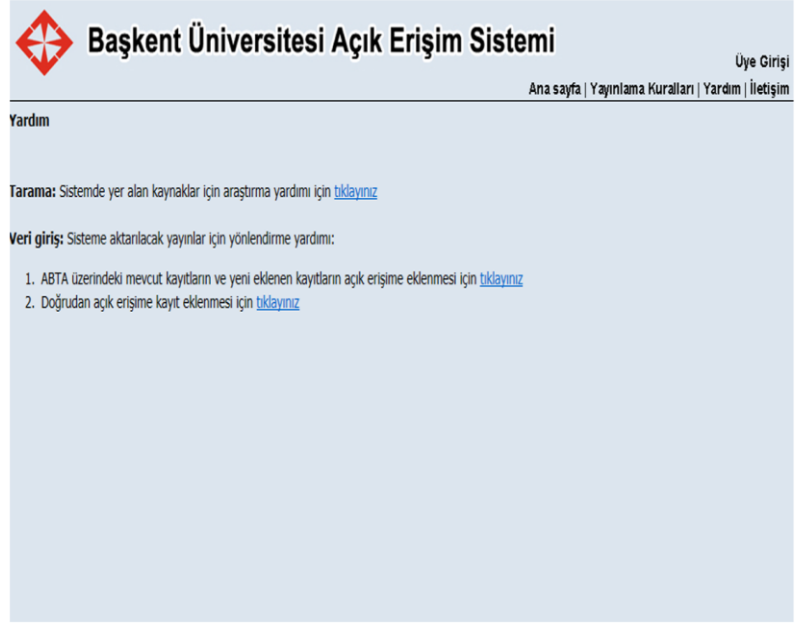 Başkent Üniversitesi Açık Erişim Sistemi
Üye Girişi
Ana sayfa | Yayınlama Kuralları | Yardım | İletişim
Yardım
Tarama: Sistemde yer alan kaynaklar için araştırma yardımı için tıklayınız
Veri giriş: Sisteme aktarılacak yayınlar için yönlendirme yardımı:
1. ABTA üzerindeki mevcut kayıtların ve yeni eklenen kayıtların açık erişime eklenmesi için tıklayınız
2. Doğrudan açık erişime kayıt eklenmesi için tıklayınız